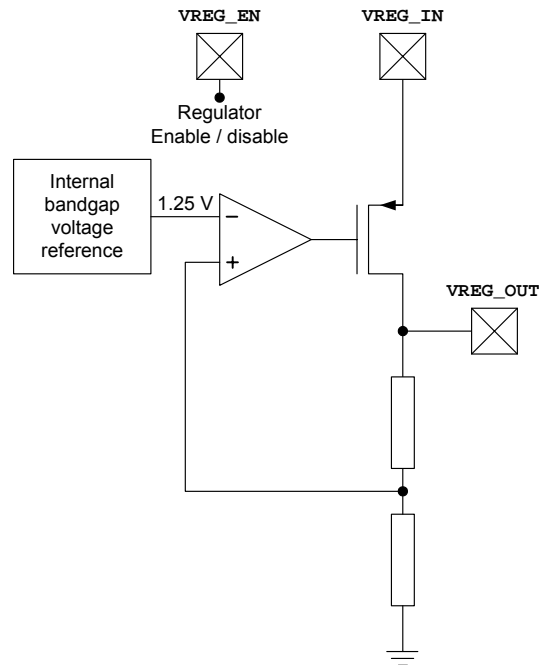 VREG_EN
VREG_IN
Regulator
Enable / disable
Internal
bandgap
voltage
reference
1.25 V
−
+
VREG_OUT